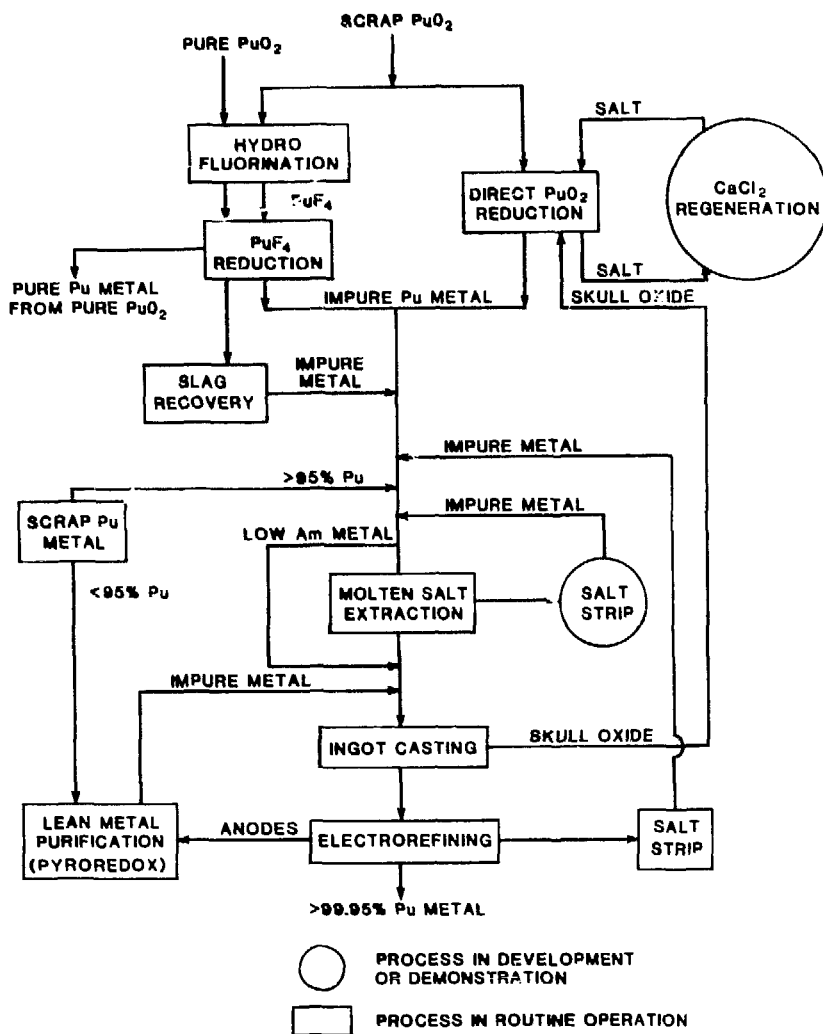 SCRAP PuO2
PURE PuO2
SALT
HYDRO
FLUORINATION
CaCl2
REGENERATION
DIRECT PuO2
REDUCTION
PuF4
PuF4
REDUCTION
SALT
PURE Pu METAL
FROM PURE PuO2
IMPURE Pu METAL
SKULL OXIDE
IMPURE
METAL
SLAG
RECOVERY
IMPURE METAL
>95% Pu
IMPURE METAL
SCRAP Pu
METAL
LOW Am METAL
<95% Pu
MOLTEN SALT
EXTRACTION
SALT
STRIP
IMPURE METAL
INGOT CASTING
SKULL OXIDE
LEAN METAL
PURIFICATION
(PYROREDOX)
ANODES
ELECTROREFINING
SALT
STRIP
>99.95% Pu METAL
PROCESS IN DEVELOPMENT
OR DEMONSTRATION
PROCESS IN ROUTINE OPERATION